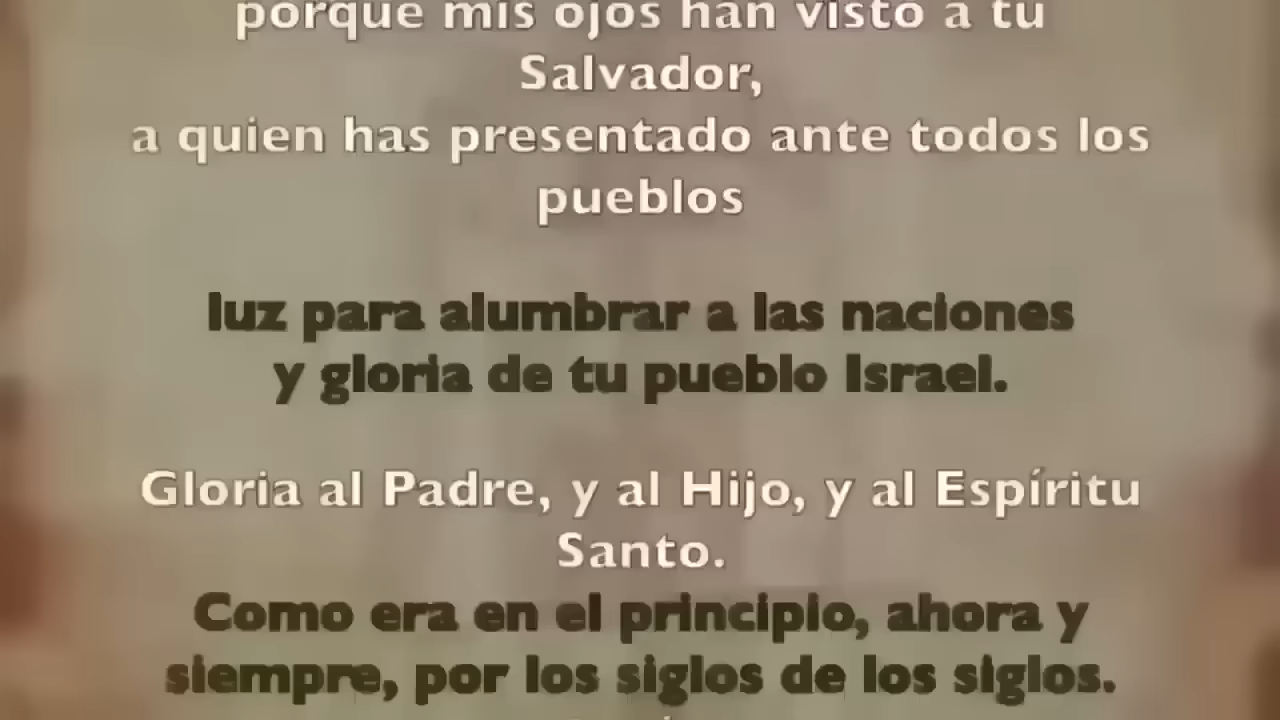 porque mis ojos han visto a tu
Salvador,
a quien has presentado ante todos los
pueblos
luz para alumbrar a las naciones
y gloria de tu pueblo Israel.
Gloria al Padre, y al Hijo, y al Espíritu
Santo.
Como era en el principio, ahora y
siempre, por los siglos de los siglos.